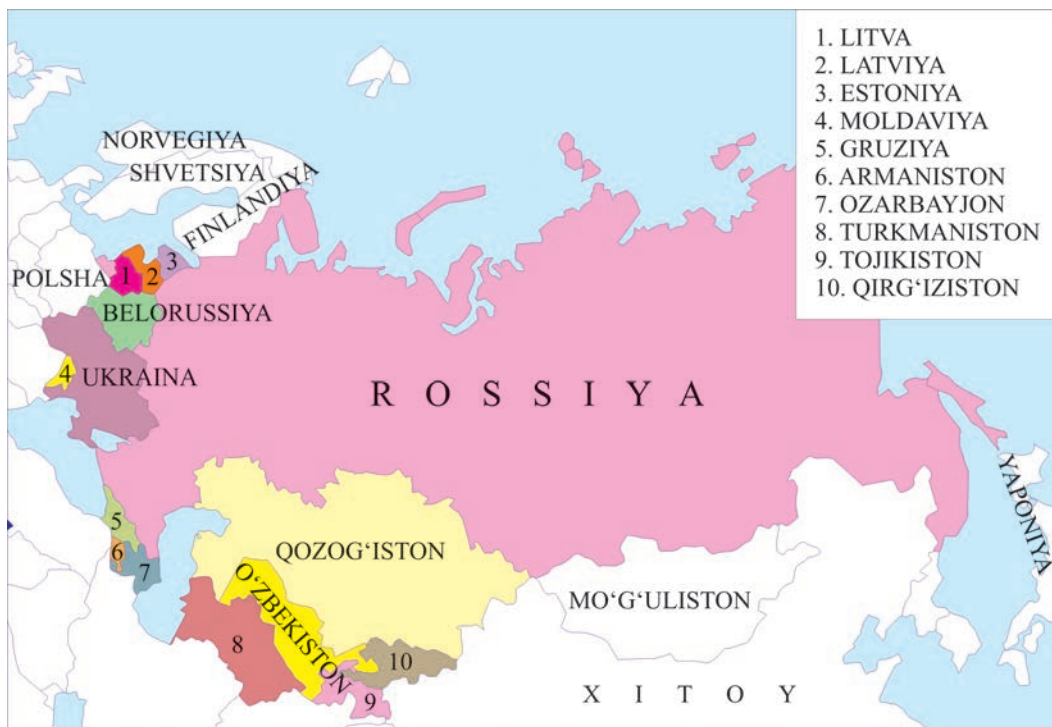 1. LITVA
2. LATVIYA
3. ESTONIYA
4. MOLDAVIYA
5. GRUZIYA
6. ARMANISTON
7. OZARBAYJON
8. TURKMANISTON
9. TOJIKISTON
10. QIRG‘IZISTON
NORVEGIYA
SHVETSIYA
FINLANDIYA
POLSHA
1
2
3
BELORUSSIYA
4
UKRAINA
ROSSIYA
YAPONIYA
5
6
7
QOZOG‘ISTON
O‘ZBEKISTON
MO‘G‘ULISTON
8
10
9
XITOY